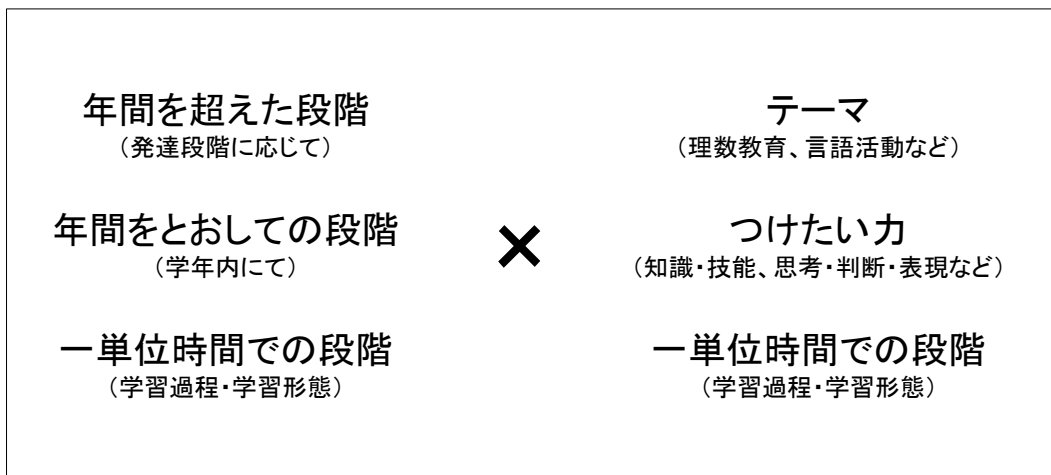 年間を超えた段階
（発達段階に応じて）
年間をとおしての段階
（学年内にて）
一単位時間での段階
（学習過程・学習形態）
×
テーマ
（理数教育、言語活動など）
つけたい力
（知識・技能、思考・判断・表現など）
一単位時間での段階
（学習過程・学習形態）